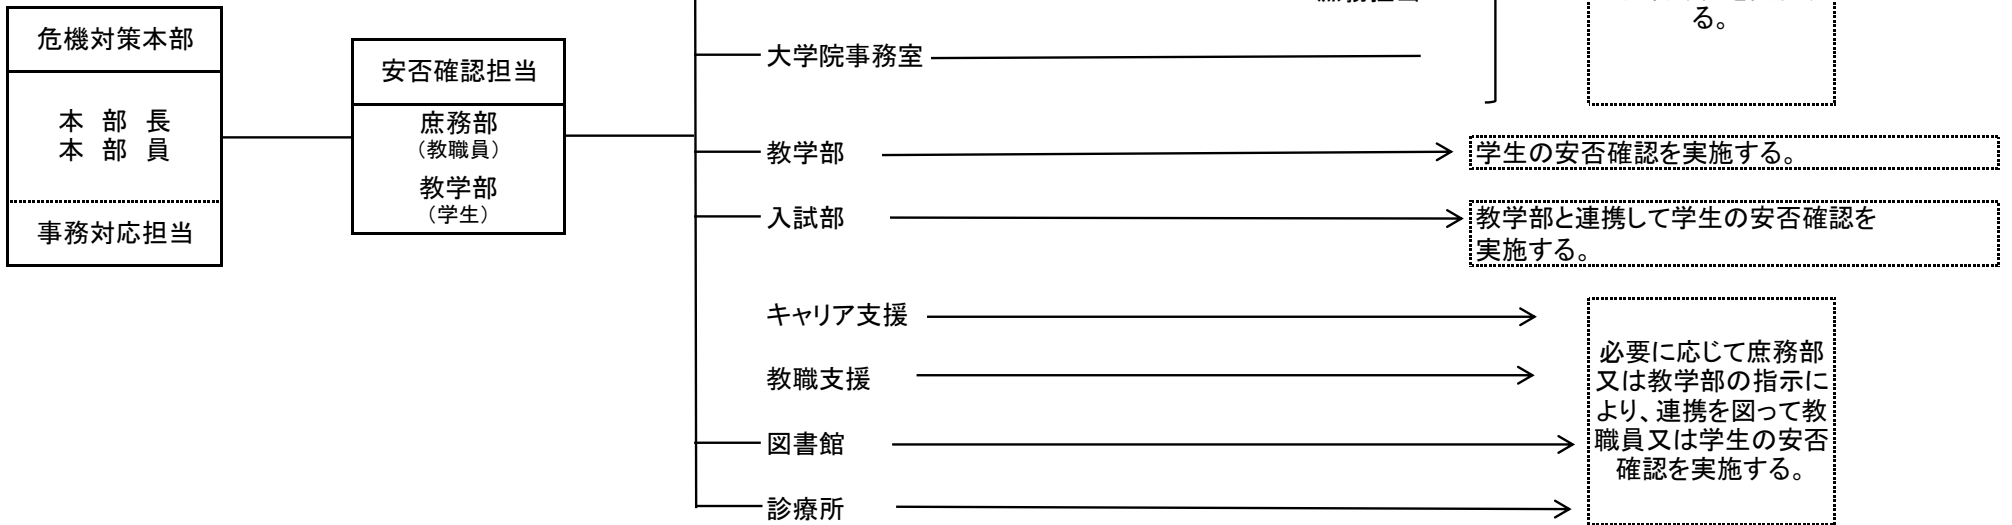 危機対策本部
本 部 長
本 部 員
事務対応担当
安否確認担当
庶務部
（教職員）
教学部
（学生）
大学院事務室
教学部
入試部
キャリア支援
教職支援
図書館
診療所
る。
学生の安否確認を実施する。
教学部と連携して学生の安否確認を
実施する。
必要に応じて庶務部
又は教学部の指示に
より、連携を図って教
職員又は学生の安否
確認を実施する。